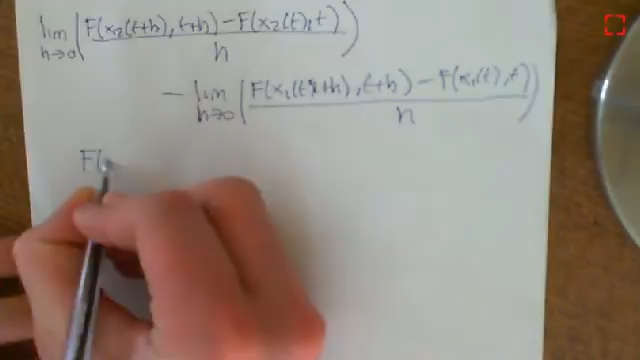 lim h→0 ( F(x₂(t+h), t+h) − F(x₂(t), t) / h )
− lim h→0 ( F(x₁(t+h), t+h) − F(x₁(t), t) / h )
F(